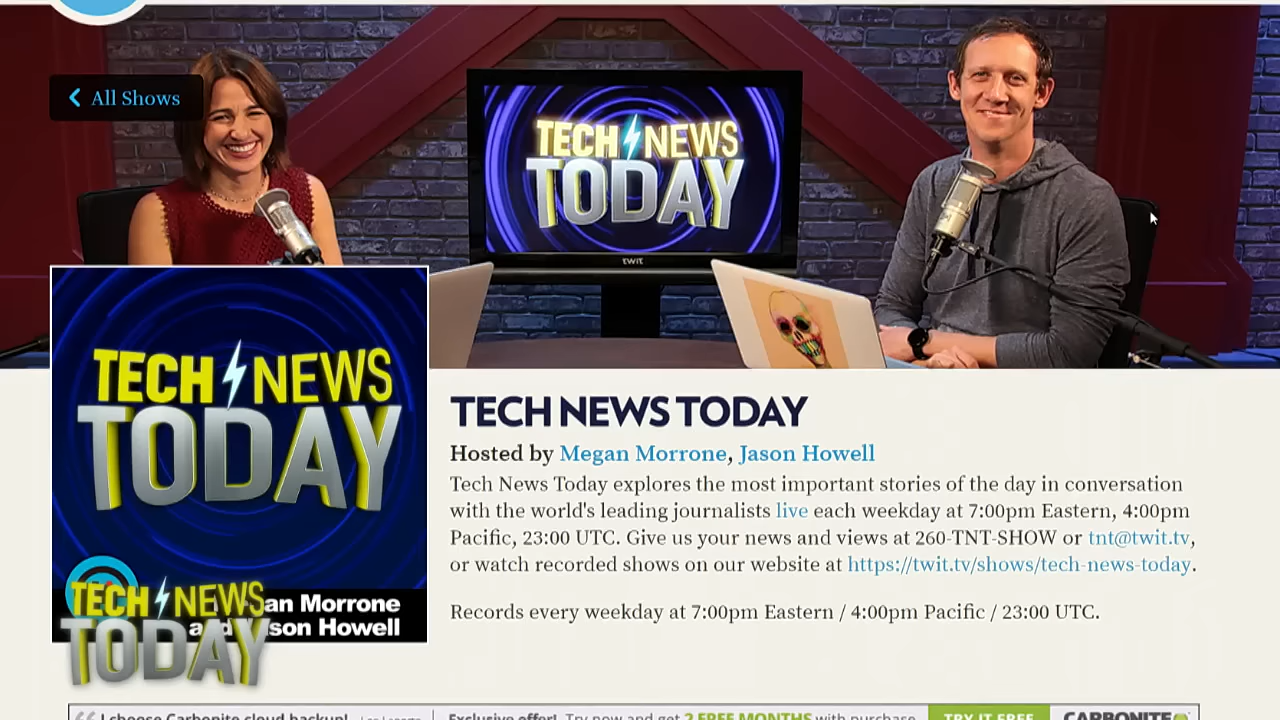 All Shows
TECH NEWS
TODAY
TWiT
TECH NEWS
TODAY
TECH NEWS TODAY
Hosted by Megan Morrone, Jason Howell
Tech News Today explores the most important stories of the day in conversation
with the world's leading journalists live each weekday at 7:00pm Eastern, 4:00pm
Pacific, 23:00 UTC. Give us your news and views at 260-TNT-SHOW or tnt@twit.tv,
or watch recorded shows on our website at https://twit.tv/shows/tech-news-today.
Records every weekday at 7:00pm Eastern / 4:00pm Pacific / 23:00 UTC.
an Morrone
son Howell
TECH NEWS
TODAY
I choose Carbonite cloud backup!
Exclusive offer! Try now and get 2 FREE MONTHS with purchase
TRY IT FREE
CARBONITE